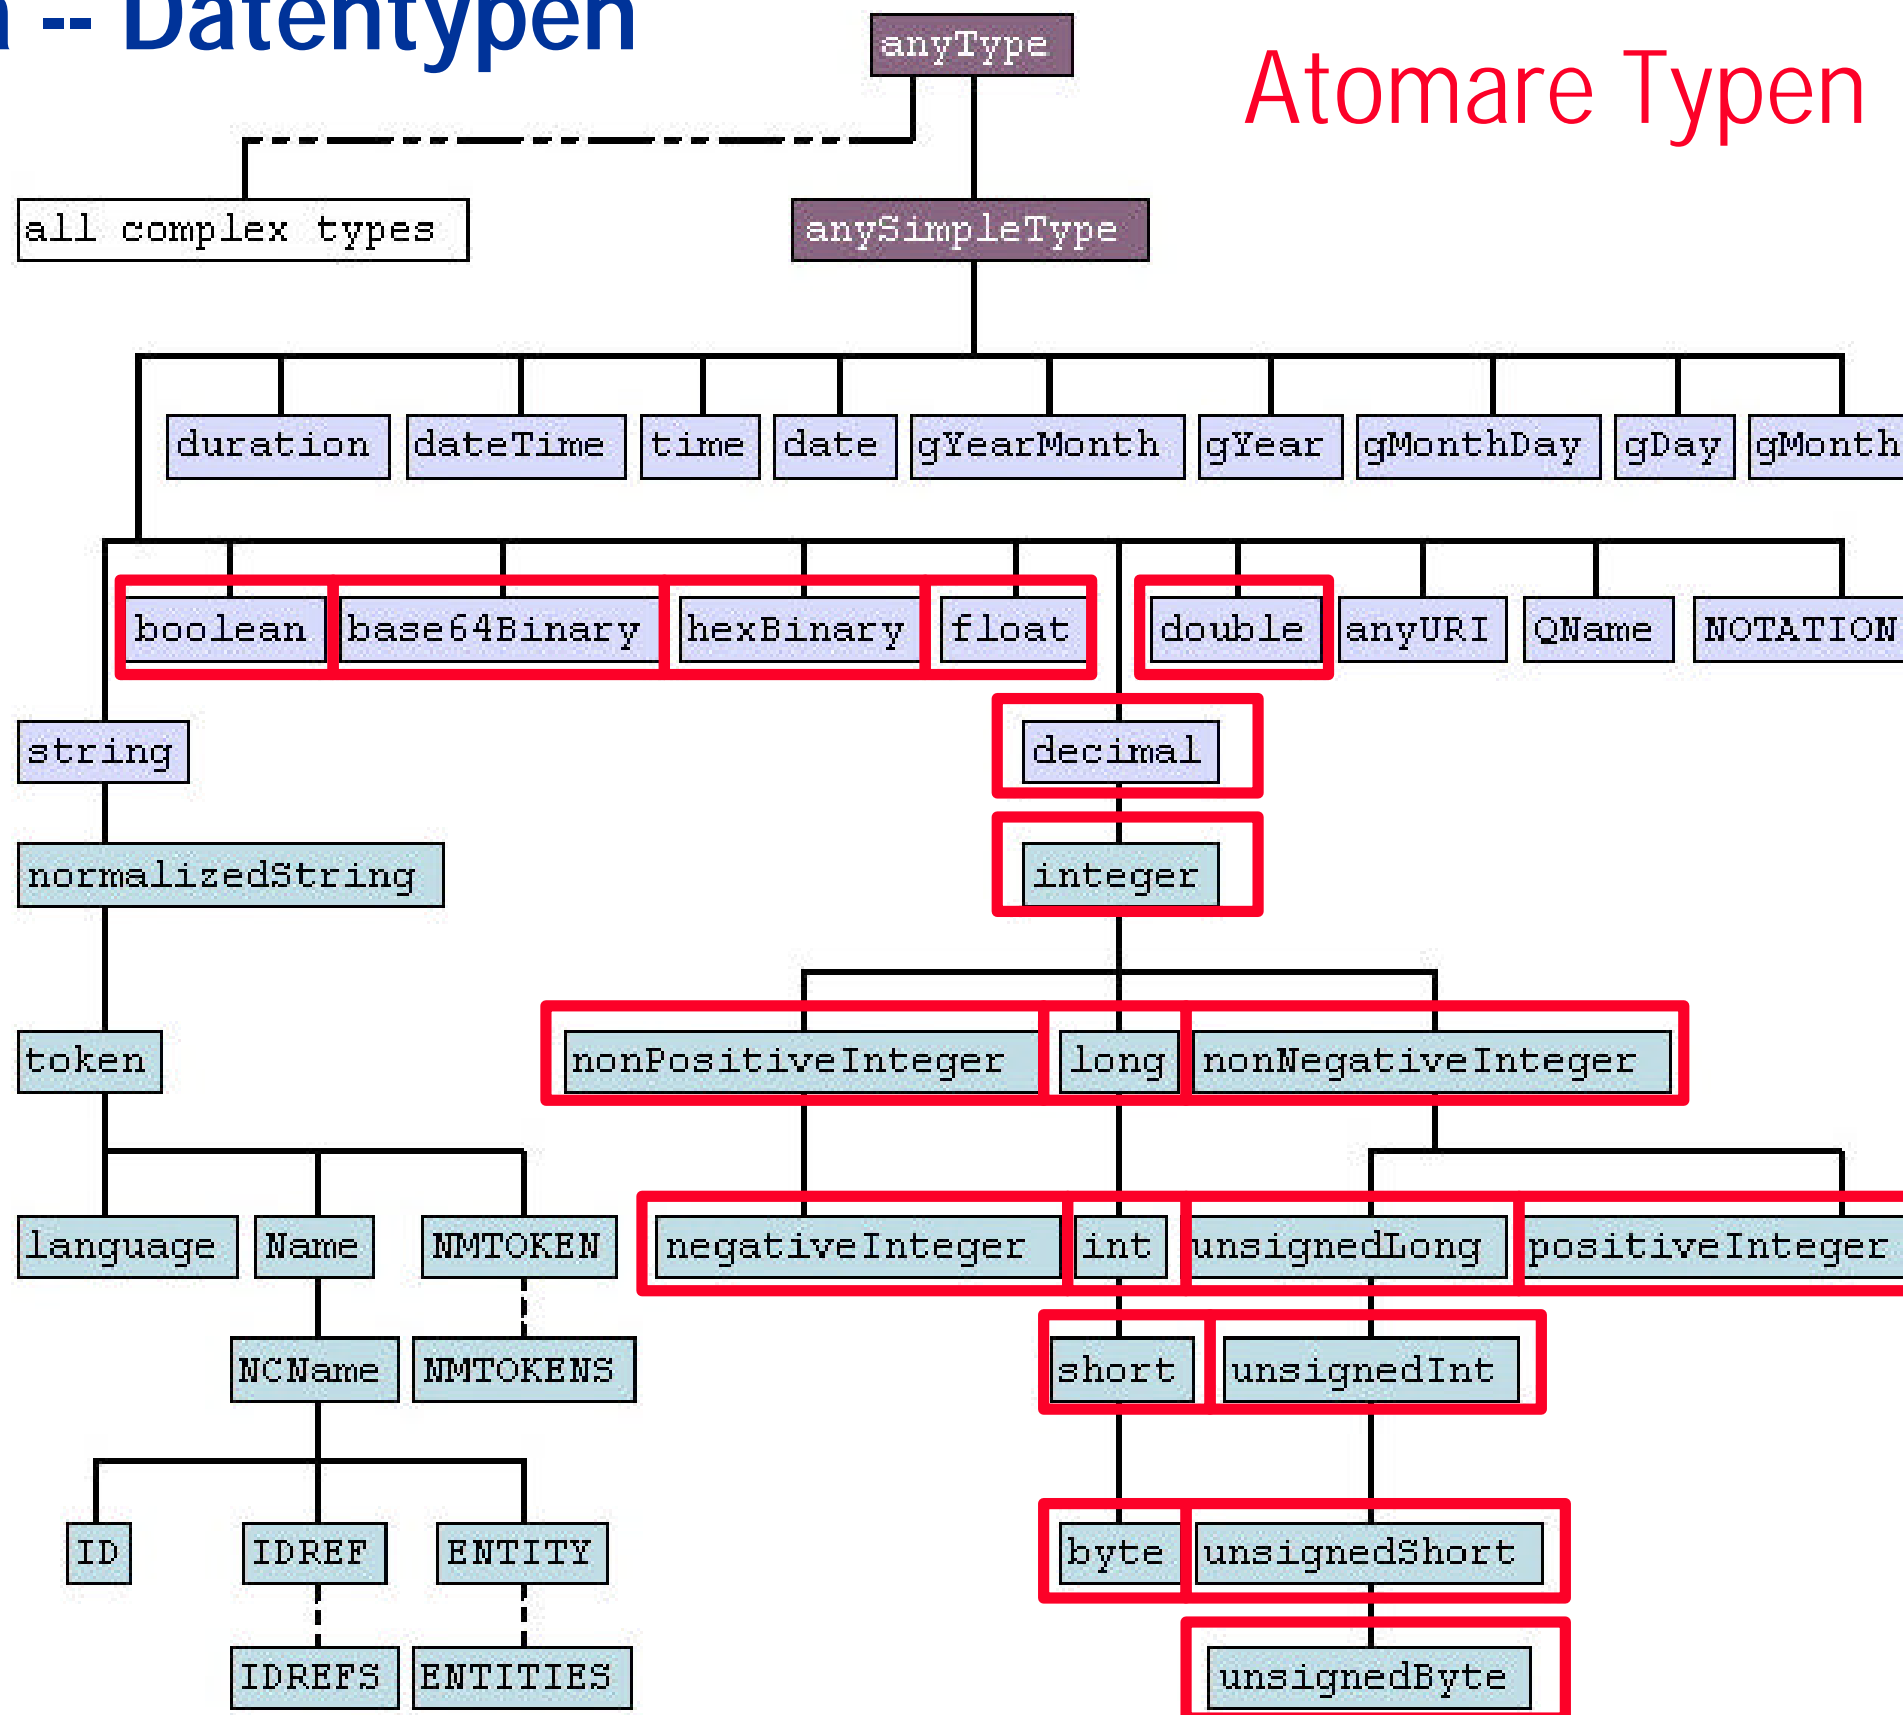 -- Datentypen
anyType
Atomare Typen
all complex types
anySimpleType
duration dateTime time date gYearMonth gYear gMonthDay gDay gMonth
boolean base64Binary hexBinary float double anyURI QName NOTATION
string decimal
normalizedString integer
token nonPositiveInteger long nonNegativeInteger
language Name NMTOKEN negativeInteger int unsignedLong positiveInteger
NCName NMTOKENS short unsignedInt
ID IDREF ENTITY byte unsignedShort
IDREFS ENTITIES unsignedByte